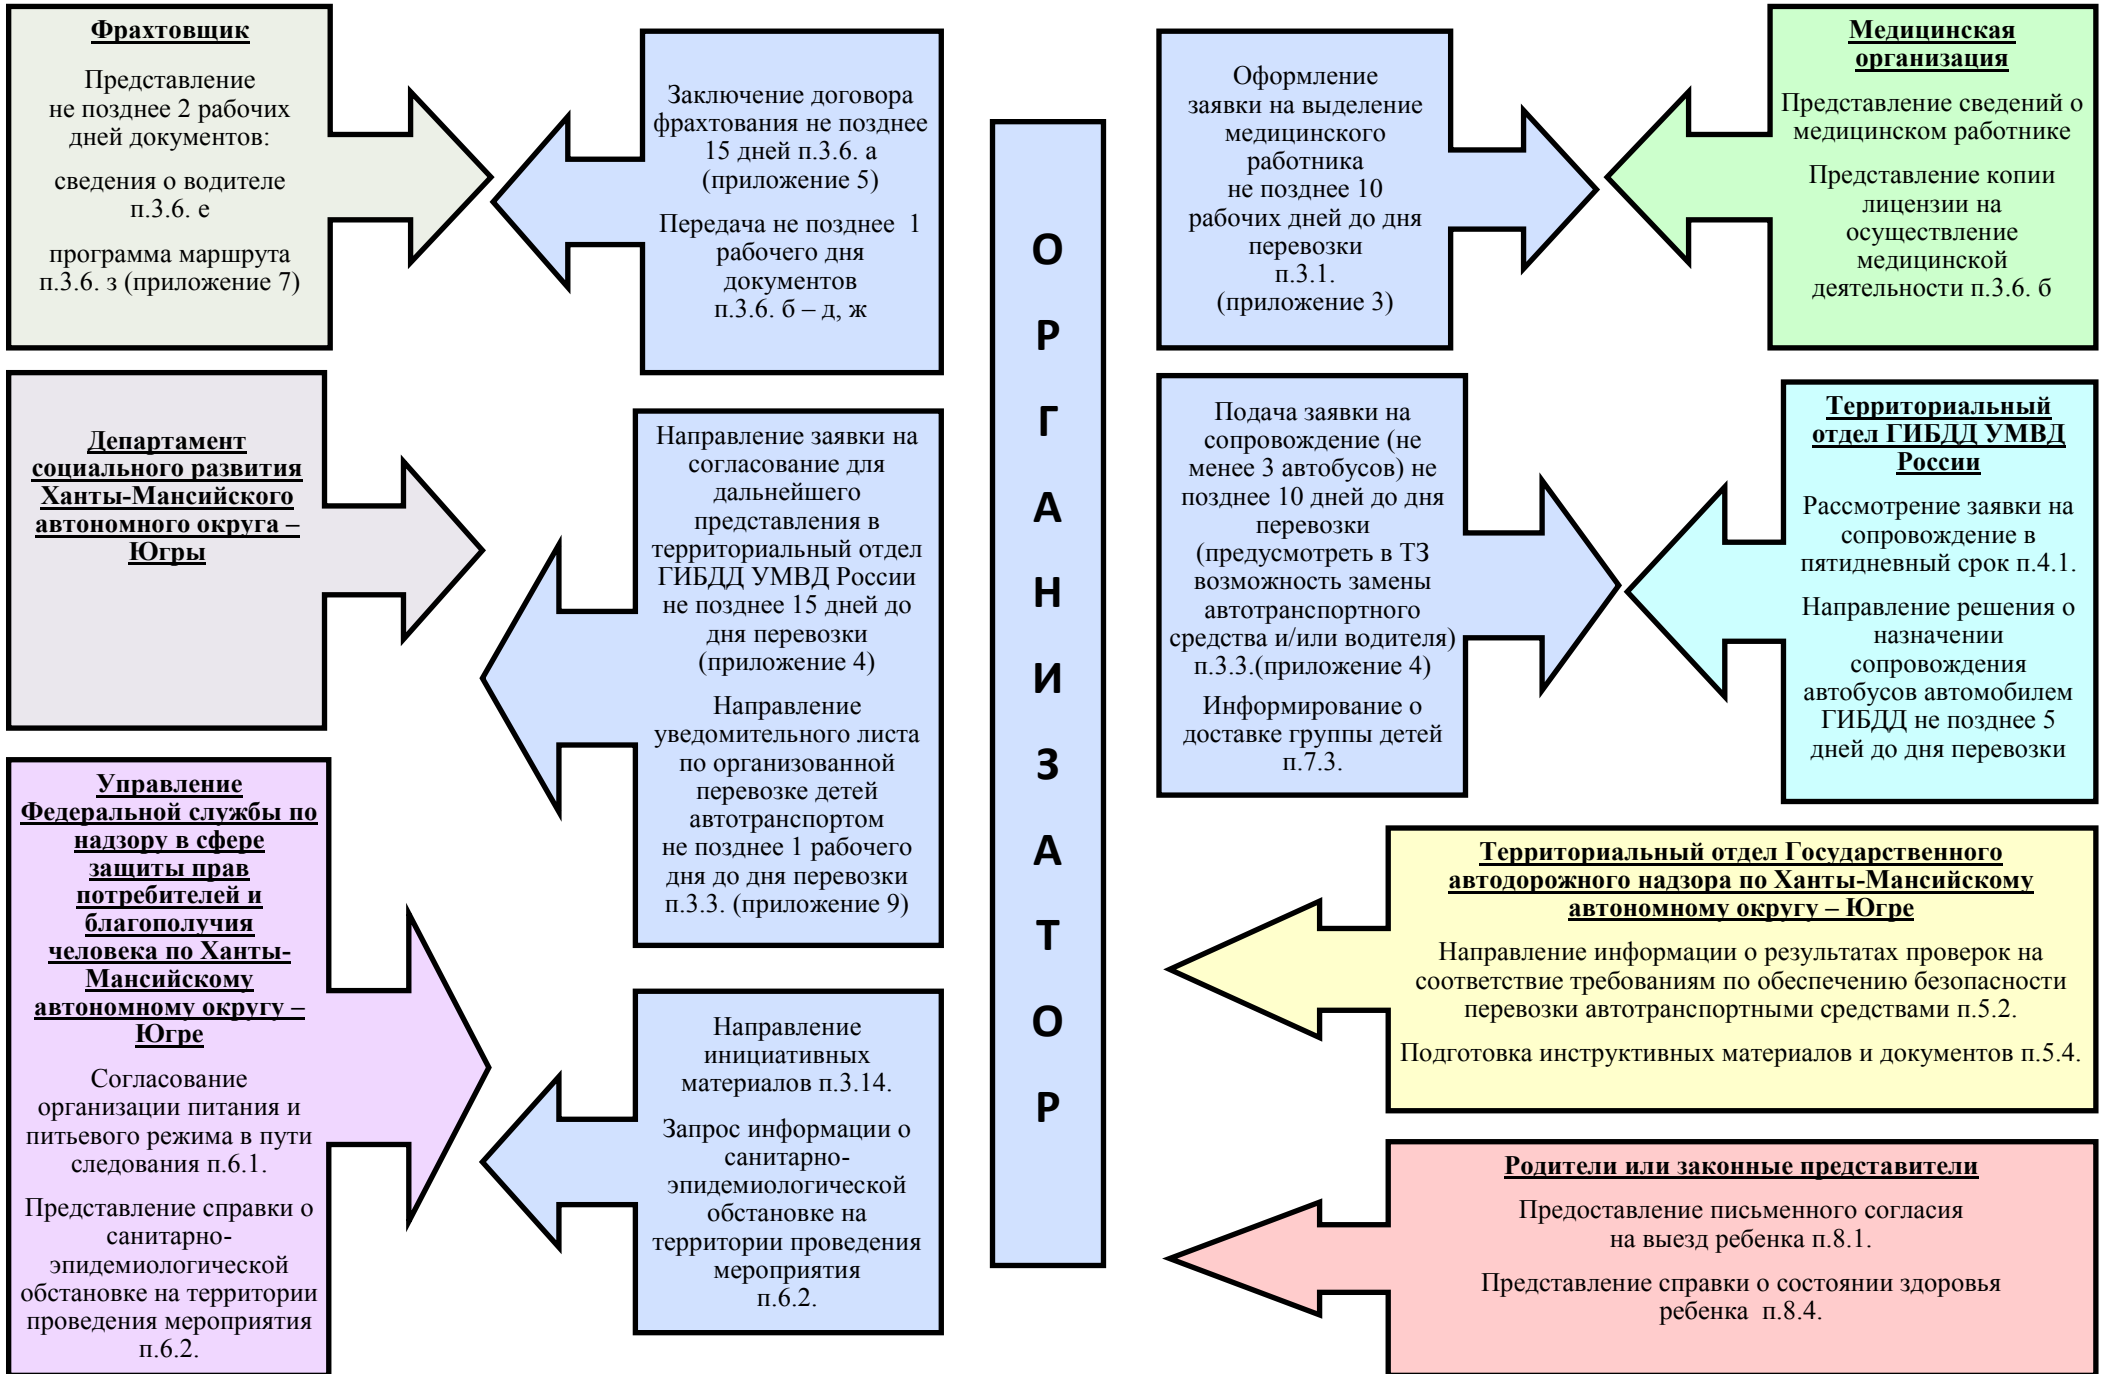 Фрахтовщик
Представление
не позднее 2 рабочих
дней документов:
сведения о водителе
п.3.6. е
программа маршрута
п.3.6. з (приложение 7)
Заключение договора
фрахтования не позднее
15 дней п.3.6. а
(приложение 5)
Передача не позднее  1
рабочего дня
документов
п.3.6. б – д, ж
Департамент
социального развития
Ханты-Мансийского
автономного округа –
Югры
Направление заявки на
согласование для
дальнейшего
представления в
территориальный отдел
ГИБДД УМВД России
не позднее 15 дней до
дня перевозки
(приложение 4)
Направление
уведомительного листа
по организованной
перевозке детей
автотранспортом
не позднее 1 рабочего
дня до дня перевозки
п.3.3. (приложение 9)
Управление
Федеральной службы по
надзору в сфере
защиты прав
потребителей и
благополучия
человека по Ханты-
Мансийскому
автономному округу –
Югре
Согласование
организации питания и
питьевого режима в пути
следования п.6.1.
Представление справки о
санитарно-
эпидемиологической
обстановке на территории
проведения мероприятия
п.6.2.
Направление
инициативных
материалов п.3.14.
Запрос информации о
санитарно-
эпидемиологической
обстановке на
территории проведения
мероприятия
п.6.2.
О
Р
Г
А
Н
И
З
А
Т
О
Р
Оформление
заявки на выделение
медицинского
работника
не позднее 10
рабочих дней до дня
перевозки
п.3.1.
(приложение 3)
Медицинская
организация
Представление сведений о
медицинском работнике
Представление копии
лицензии на
осуществление
медицинской
деятельности п.3.6. б
Подача заявки на
сопровождение (не
менее 3 автобусов) не
позднее 10 дней до дня
перевозки
(предусмотреть в ТЗ
возможность замены
автотранспортного
средства и/или водителя)
п.3.3.(приложение 4)
Информирование о
доставке группы детей
п.7.3.
Территориальный
отдел ГИБДД УМВД
России
Рассмотрение заявки на
сопровождение в
пятидневный срок п.4.1.
Направление решения о
назначении
сопровождения
автобусов автомобилем
ГИБДД не позднее 5
дней до дня перевозки
Территориальный отдел Государственного
автодорожного надзора по Ханты-Мансийскому
автономному округу – Югре
Направление информации о результатах проверок на
соответствие требованиям по обеспечению безопасности
перевозки автотранспортными средствами п.5.2.
Подготовка инструктивных материалов и документов п.5.4.
Родители или законные представители
Предоставление письменного согласия
на выезд ребенка п.8.1.
Представление справки о состоянии здоровья
ребенка  п.8.4.